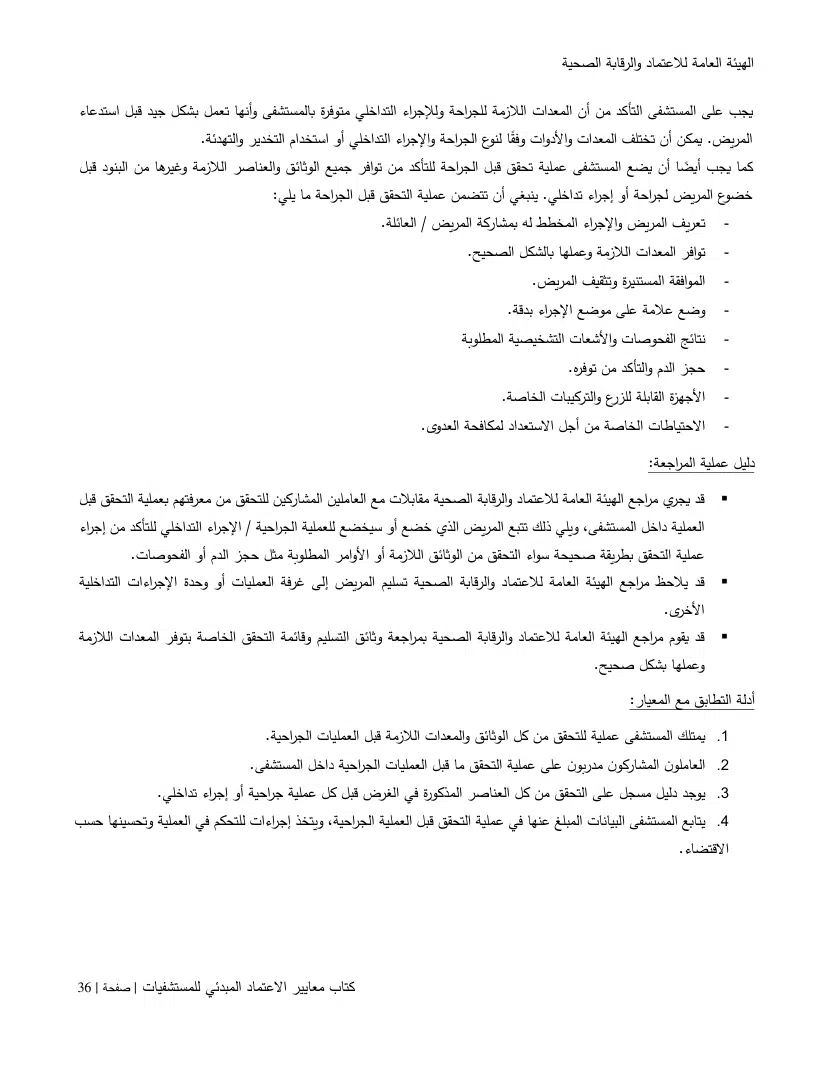 الهيئة العامة للاعتماد والرقابة الصحية
يجب على المستشفى التأكد من أن المعدات اللازمة للجراحة وللإجراء التداخلي متوفرة بالمستشفى وأنها تعمل بشكل جيد قبل استدعاء
المريض. يمكن أن تختلف المعدات والأدوات وفقًا لنوع الجراحة والإجراء التداخلي أو استخدام التخدير والتهدئة.
كما يجب أيضًا أن يضع المستشفى عملية تحقق قبل الجراحة للتأكد من توافر جميع الوثائق والعناصر اللازمة وغيرها من البنود قبل
خضوع المريض لجراحة أو إجراء تداخلي. ينبغي أن تتضمن عملية التحقق قبل الجراحة ما يلي:
- تعريف المريض والإجراء المخطط له بمشاركة المريض / العائلة.
- توافر المعدات اللازمة وعملها بالشكل الصحيح.
- الموافقة المستنيرة وتثقيف المريض.
- وضع علامة على موضع الإجراء بدقة.
- نتائج الفحوصات والأشعات التشخيصية المطلوبة
- حجز الدم والتأكد من توفره.
- الأجهزة القابلة للزرع والتركيبات الخاصة.
- الاحتياطات الخاصة من أجل الاستعداد لمكافحة العدوى.
دليل عملية المراجعة:
▪ قد يجري مراجع الهيئة العامة للاعتماد والرقابة الصحية مقابلات مع العاملين المشاركين للتحقق من معرفتهم بعملية التحقق قبل
العملية داخل المستشفى، ويلي ذلك تتبع المريض الذي خضع أو سيخضع للعملية الجراحية / الإجراء التداخلي للتأكد من إجراء
عملية التحقق بطريقة صحيحة سواء التحقق من الوثائق اللازمة أو الأوامر المطلوبة مثل حجز الدم أو الفحوصات.
▪ قد يلاحظ مراجع الهيئة العامة للاعتماد والرقابة الصحية تسليم المريض إلى غرفة العمليات أو وحدة الإجراءات التداخلية
الأخرى.
▪ قد يقوم مراجع الهيئة العامة للاعتماد والرقابة الصحية بمراجعة وثائق التسليم وقائمة التحقق الخاصة بتوفر المعدات اللازمة
وعملها بشكل صحيح.
أدلة التطابق مع المعيار:
1. يمتلك المستشفى عملية للتحقق من كل الوثائق والمعدات اللازمة قبل العمليات الجراحية.
2. العاملون المشاركون مدربون على عملية التحقق ما قبل العمليات الجراحية داخل المستشفى.
3. يوجد دليل مسجل على التحقق من كل العناصر المذكورة في الغرض قبل كل عملية جراحية أو إجراء تداخلي.
4. يتابع المستشفى البيانات المبلغ عنها في عملية التحقق قبل العملية الجراحية، ويتخذ إجراءات للتحكم في العملية وتحسينها حسب
الاقتضاء.
كتاب معايير الاعتماد المبدئي للمستشفيات | صفحة | 36